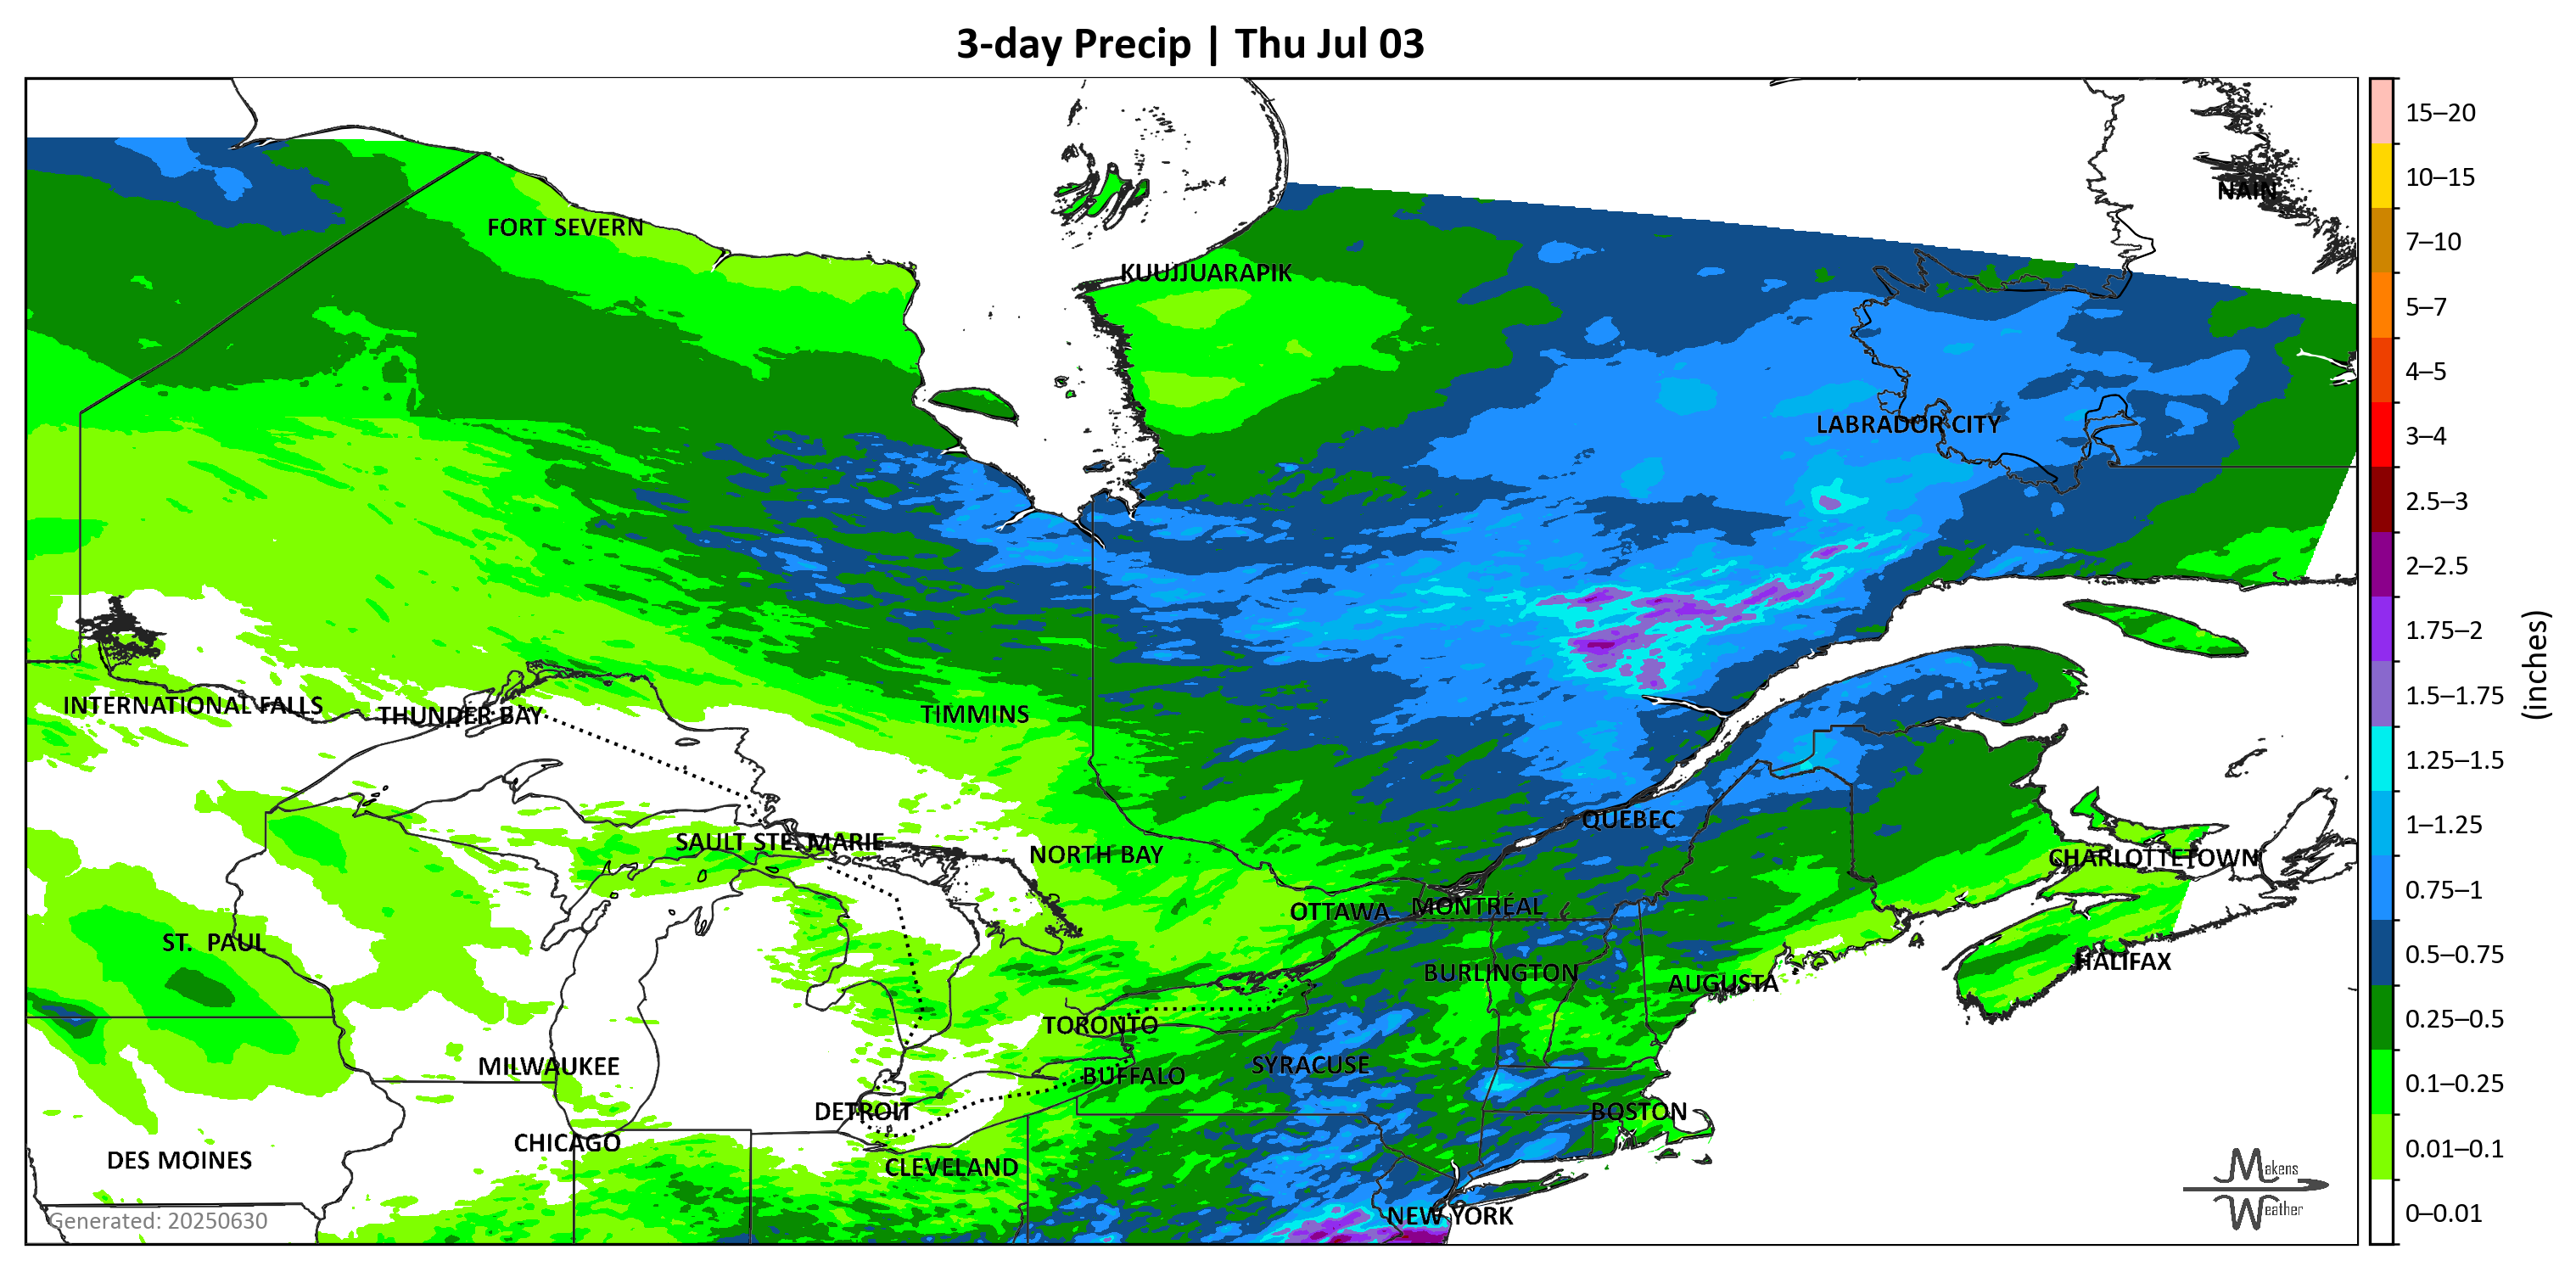 3-day Precip | Thu Jul 03
15–20
10–15
7–10
5–7
4–5
3–4
2.5–3
2–2.5
1.75–2
1.5–1.75
1.25–1.5
1–1.25
0.75–1
0.5–0.75
0.25–0.5
0.1–0.25
0.01–0.1
0–0.01
(inches)
NAIN
FORT SEVERN
KUUJJUARAPIK
LABRADOR CITY
INTERNATIONAL FALLS
THUNDER BAY
TIMMINS
QUÉBEC
SAULT STE. MARIE
NORTH BAY
CHARLOTTETOWN
OTTAWA
MONTRÉAL
ST. PAUL
HALIFAX
BURLINGTON
AUGUSTA
TORONTO
MILWAUKEE
SYRACUSE
BUFFALO
DETROIT
BOSTON
CHICAGO
DES MOINES
CLEVELAND
NEW YORK
Generated: 20250630
Makens
Weather